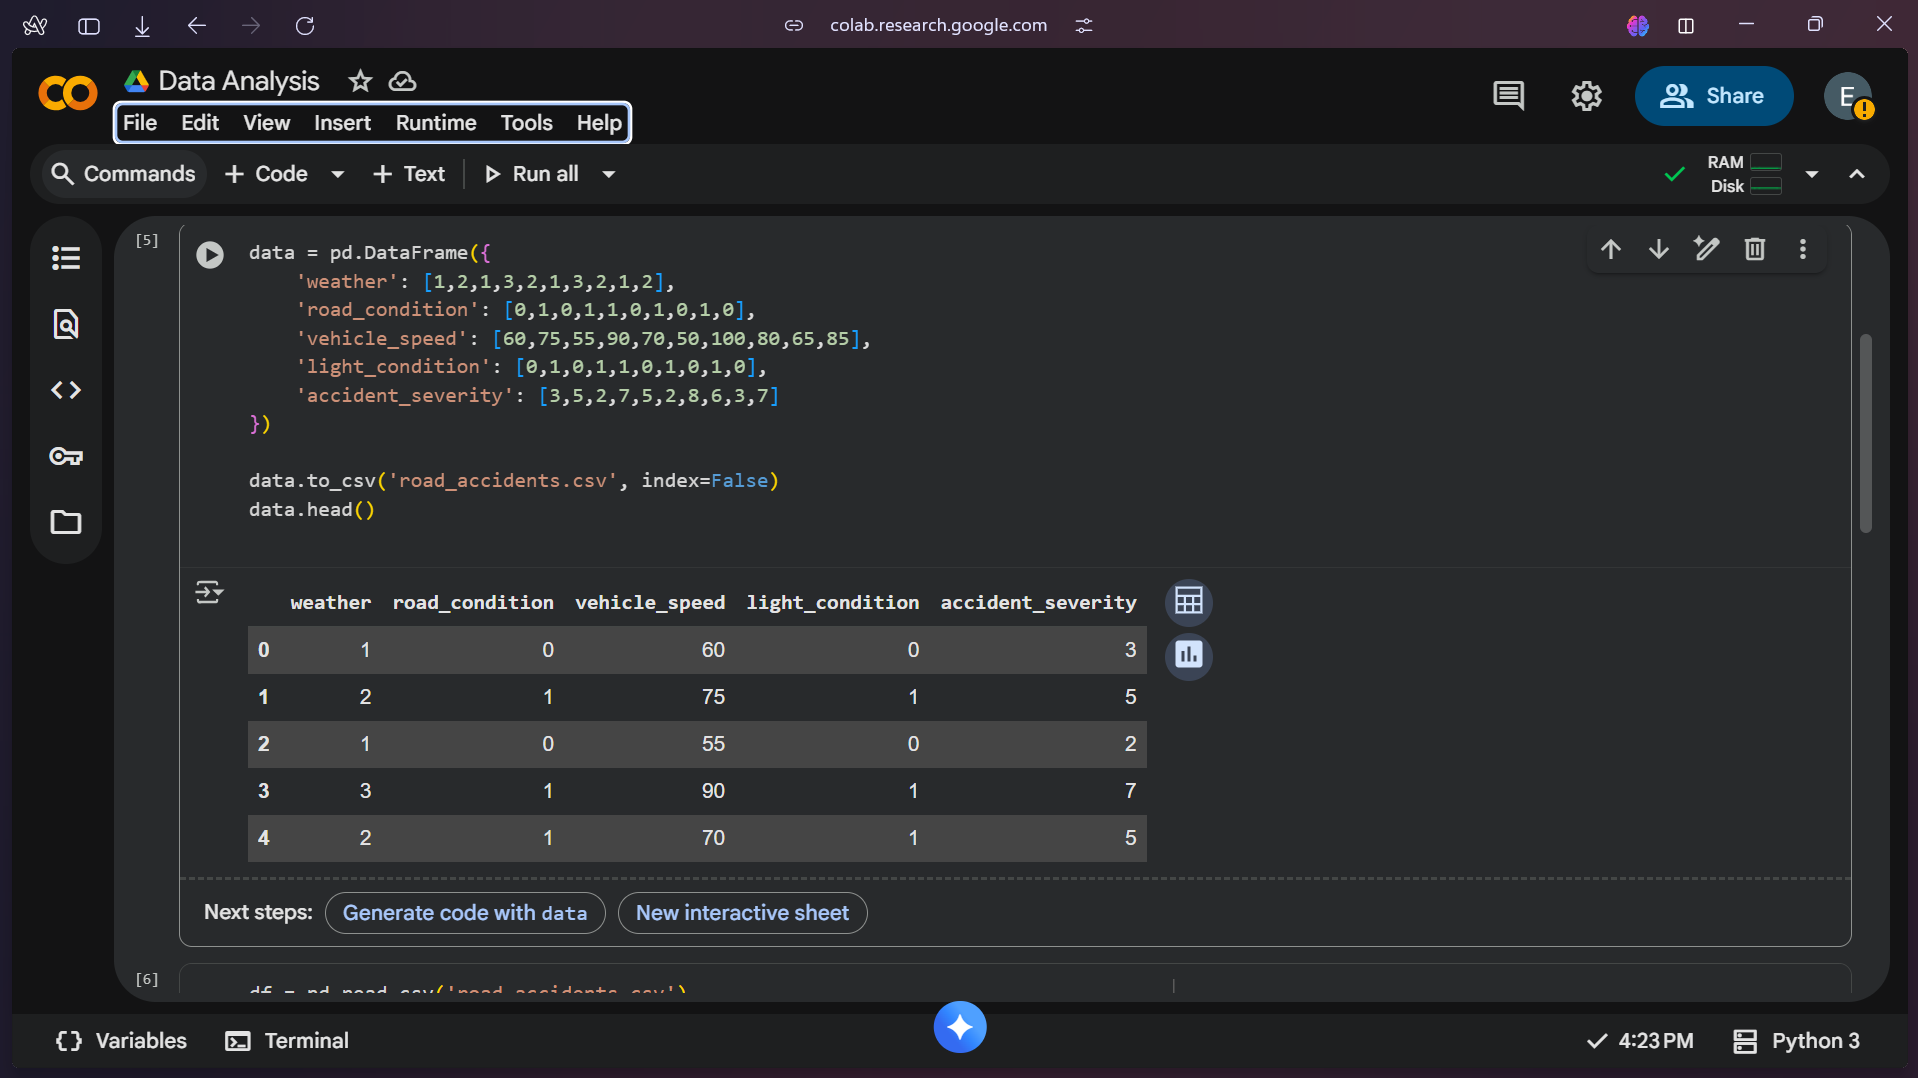 colab.research.google.com
Data Analysis
File Edit View Insert Runtime Tools Help
Share
E
Commands + Code + Text Run all
RAM
Disk
[5]
data = pd.DataFrame({
    'weather': [1,2,1,3,2,1,3,2,1,2],
    'road_condition': [0,1,0,1,1,0,1,0,1,0],
    'vehicle_speed': [60,75,55,90,70,50,100,80,65,85],
    'light_condition': [0,1,0,1,1,0,1,0,1,0],
    'accident_severity': [3,5,2,7,5,2,8,6,3,7]
})
data.to_csv('road_accidents.csv', index=False)
data.head()
weather road_condition vehicle_speed light_condition accident_severity
0 1 0 60 0 3
1 2 1 75 1 5
2 1 0 55 0 2
3 3 1 90 1 7
4 2 1 70 1 5
Next steps: Generate code with data New interactive sheet
[6]
df = pd.read_csv('road_accidents.csv')
Variables Terminal
4:23 PM Python 3